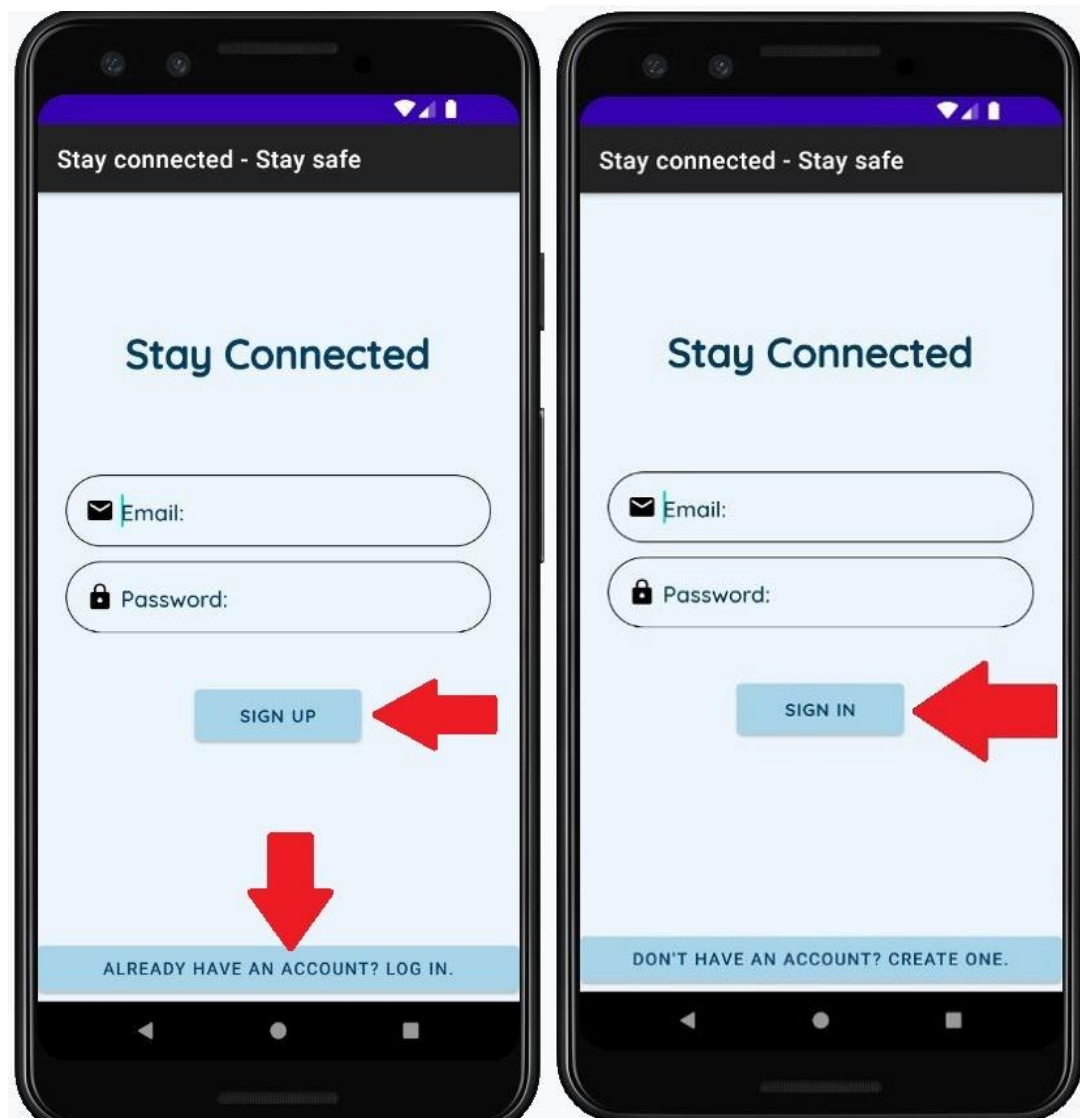 Stay connected - Stay safe
Stay Connected
Email:
Password:
SIGN UP
ALREADY HAVE AN ACCOUNT? LOG IN.
Stay connected - Stay safe
Stay Connected
Email:
Password:
SIGN IN
DON'T HAVE AN ACCOUNT? CREATE ONE.